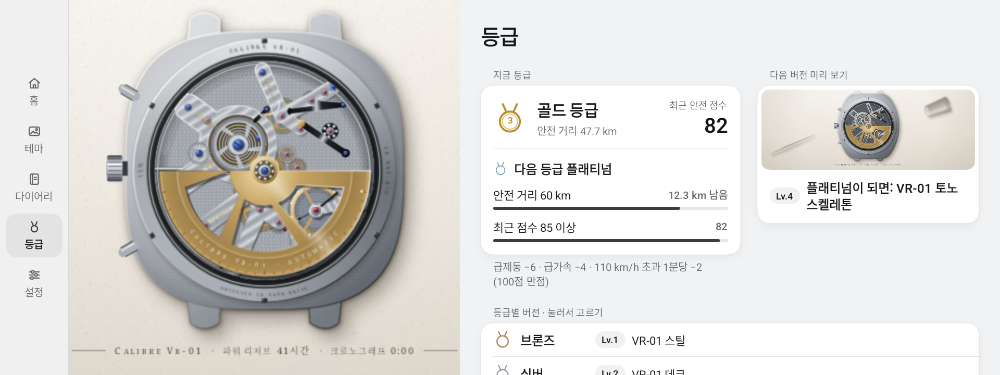 홈
테마
다이어리
등급
설정
CALIBRE VR-01
CALIBRE VR-01 · AUTOMATIC
CALIBRE VR-01 · 파워 리저브 41시간 · 크로노그래프 0:00
등급
지금 등급
3
골드 등급
안전 거리 47.7 km
최근 안전 점수
82
다음 등급 플래티넘
안전 거리 60 km
12.3 km 남음
최근 점수 85 이상
82
급제동 −6 · 급가속 −4 · 110 km/h 초과 1분당 −2
(100점 만점)
다음 버전 미리 보기
Lv.4
플래티넘이 되면: VR-01 토노
스켈레톤
등급별 버전 · 눌러서 고르기
브론즈
Lv.1
VR-01 스틸